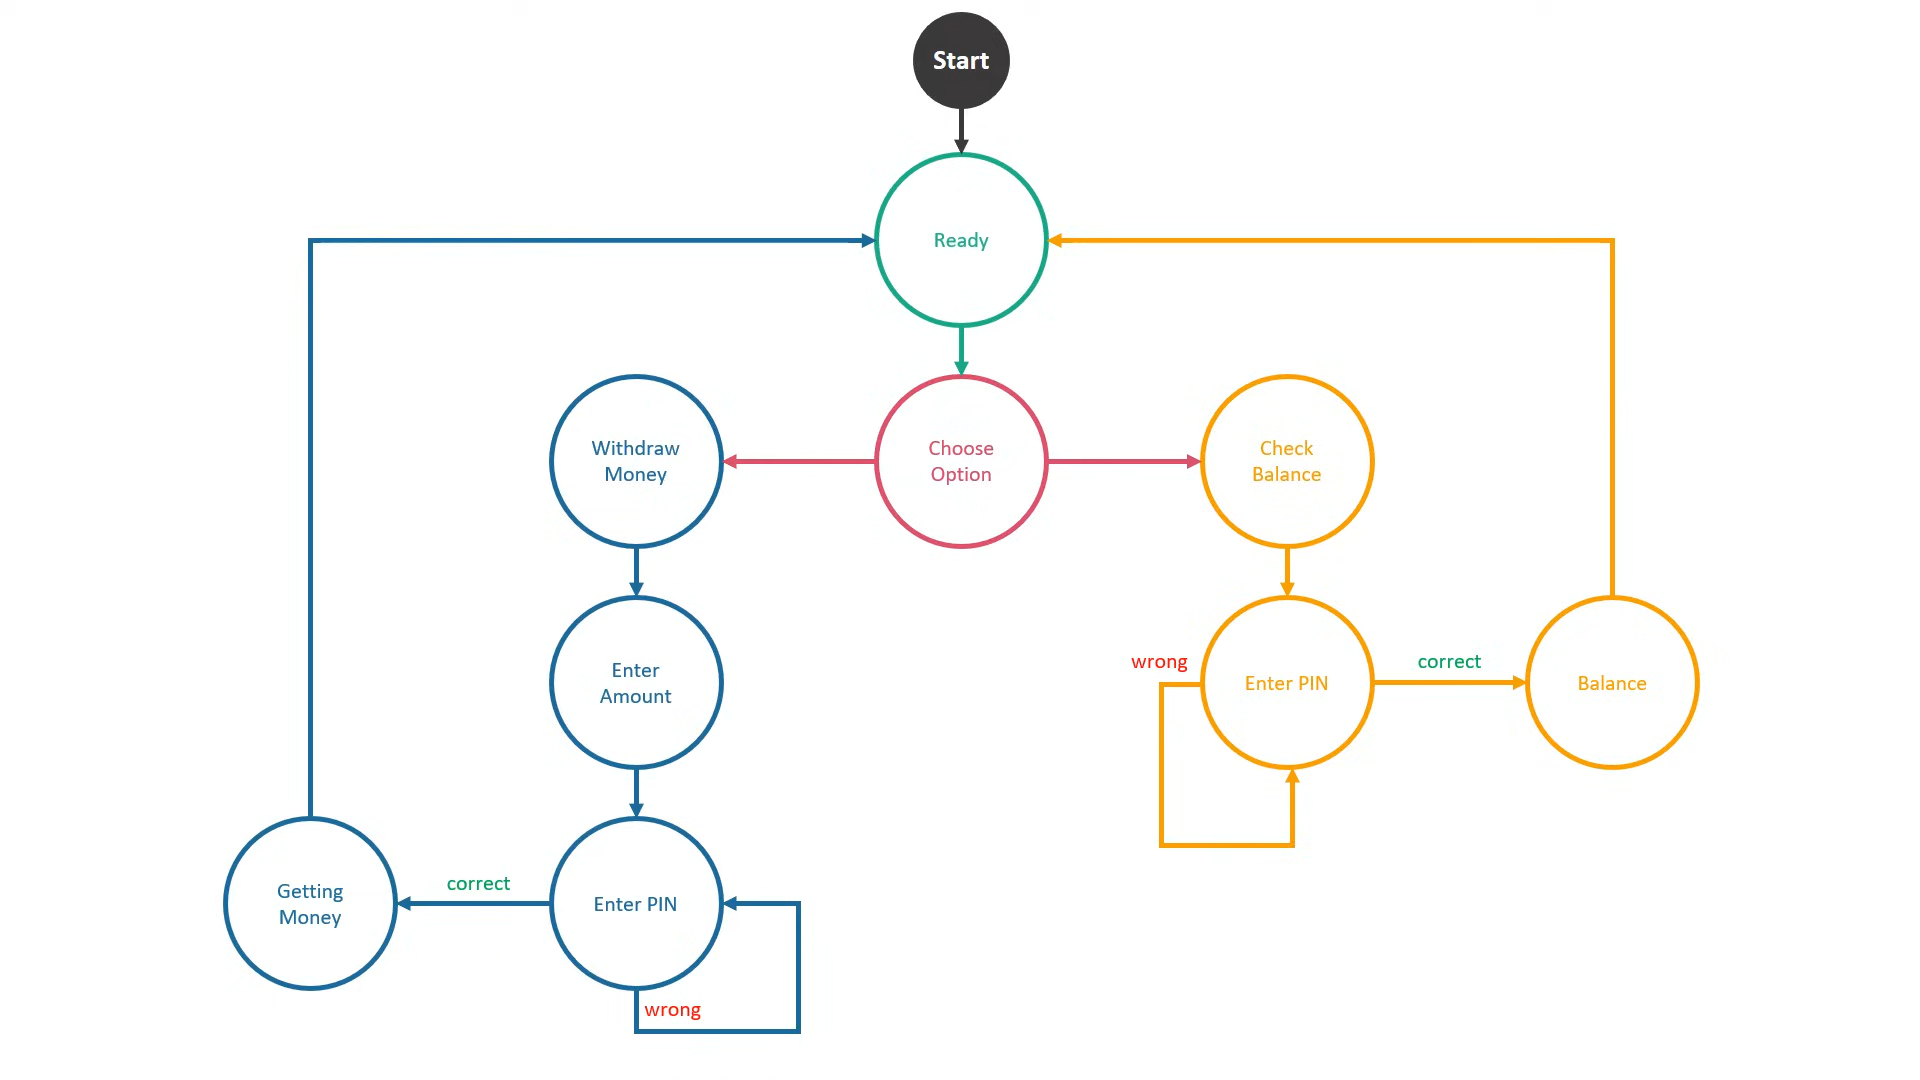 Start
Ready
Withdraw
Money
Choose
Option
Check
Balance
Enter
Amount
wrong
Enter PIN
correct
Balance
Getting
Money
correct
Enter PIN
wrong